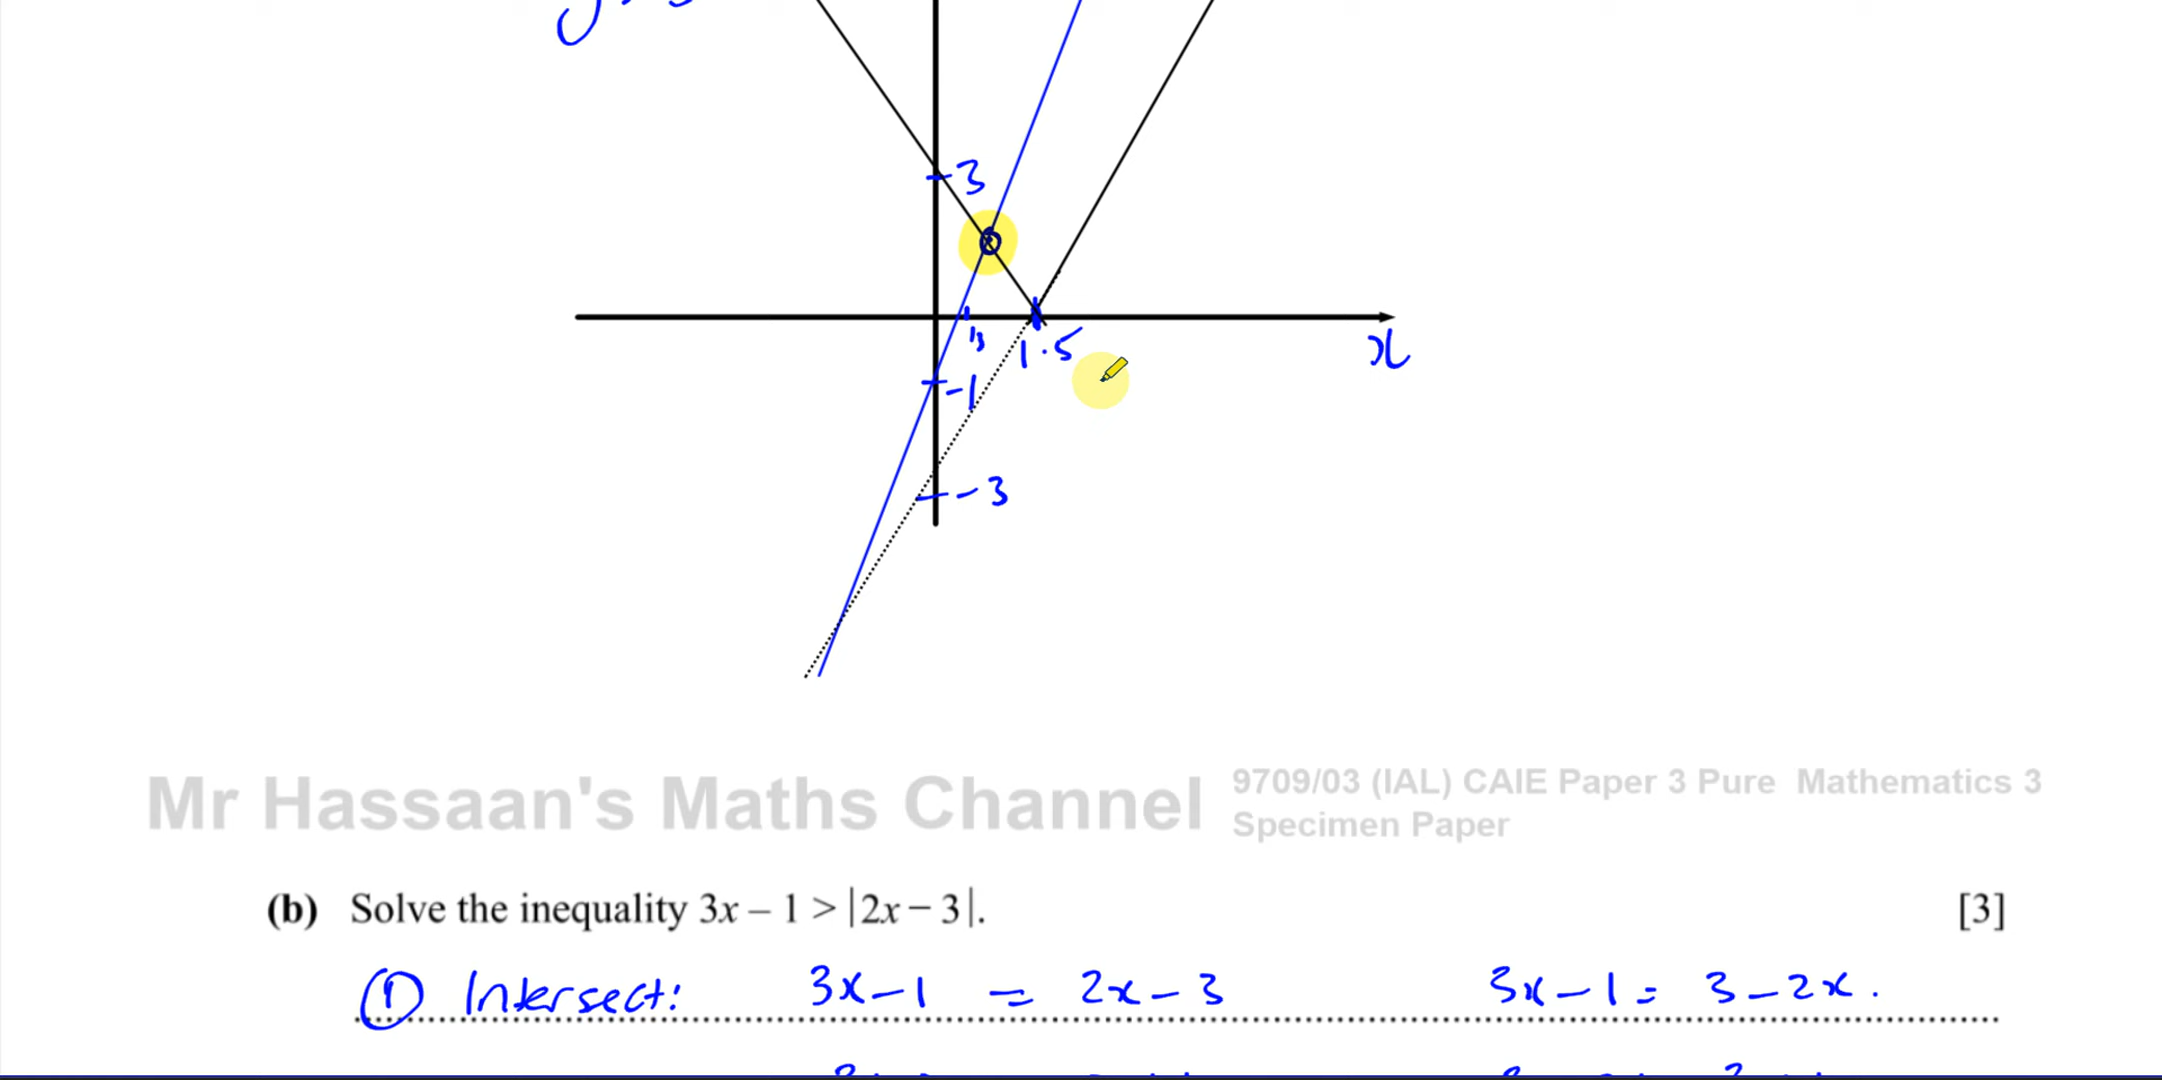 3
1.5
x
-1
-3
Mr Hassaan's Maths Channel
9709/03 (IAL) CAIE Paper 3 Pure Mathematics 3
Specimen Paper
(b) Solve the inequality 3x – 1 > |2x – 3|. [3]
① Intersect: 3x – 1 = 2x – 3 3x – 1 = 3 – 2x.